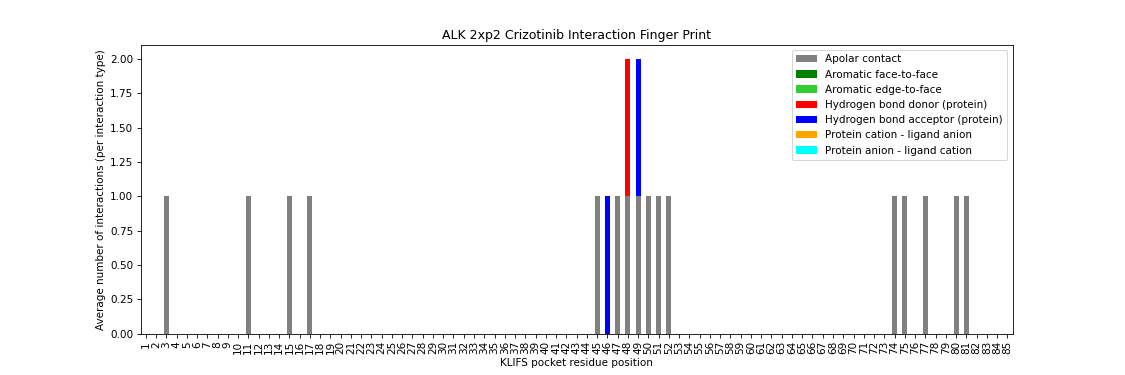 ALK 2xp2 Crizotinib Interaction Finger Print
Average number of interactions (per interaction type)
2.00
1.75
1.50
1.25
1.00
0.75
0.50
0.25
0.00
Apolar contact
Aromatic face-to-face
Aromatic edge-to-face
Hydrogen bond donor (protein)
Hydrogen bond acceptor (protein)
Protein cation - ligand anion
Protein anion - ligand cation
1 2 3 4 5 6 7 8 9 10 11 12 13 14 15 16 17 18 19 20 21 22 23 24 25 26 27 28 29 30 31 32 33 34 35 36 37 38 39 40 41 42 43 44 45 46 47 48 49 50 51 52 53 54 55 56 57 58 59 60 61 62 63 64 65 66 67 68 69 70 71 72 73 74 75 76 77 78 79 80 81 82 83 84 85
KLIFS pocket residue position